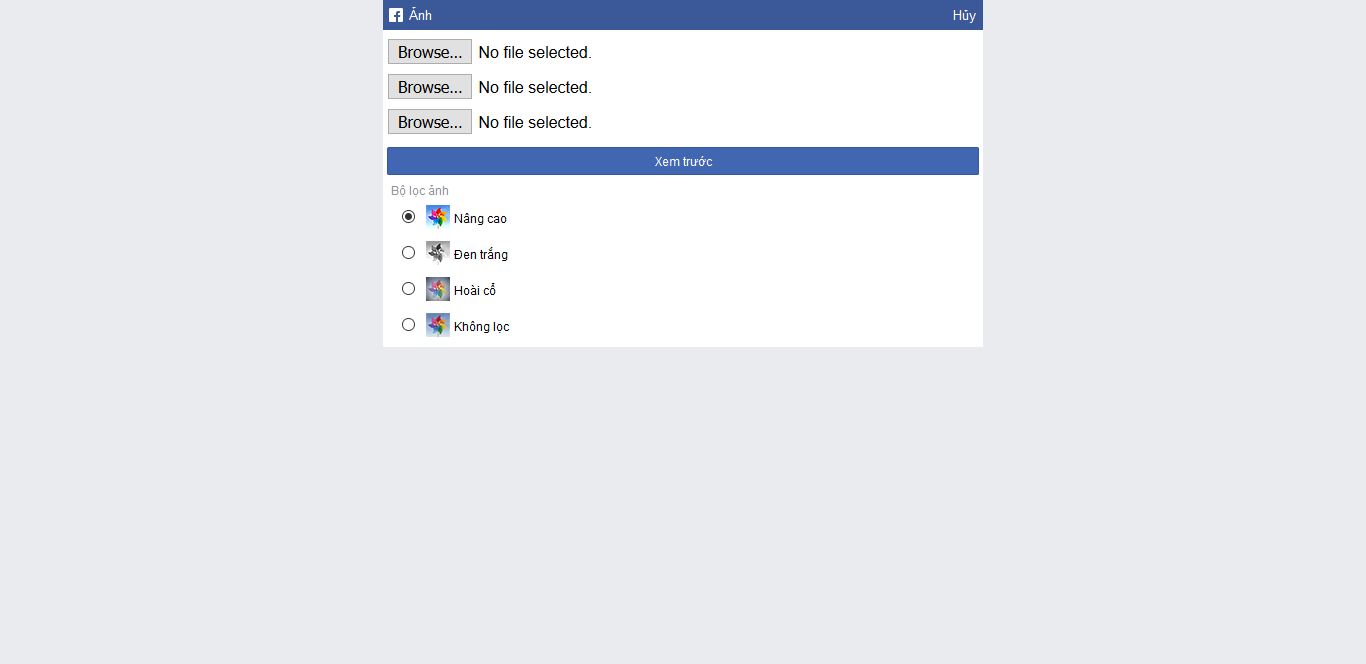 Ảnh Hủy
Browse... No file selected.
Browse... No file selected.
Browse... No file selected.
Xem trước
Bộ lọc ảnh
Nâng cao
Đen trắng
Hoài cổ
Không lọc